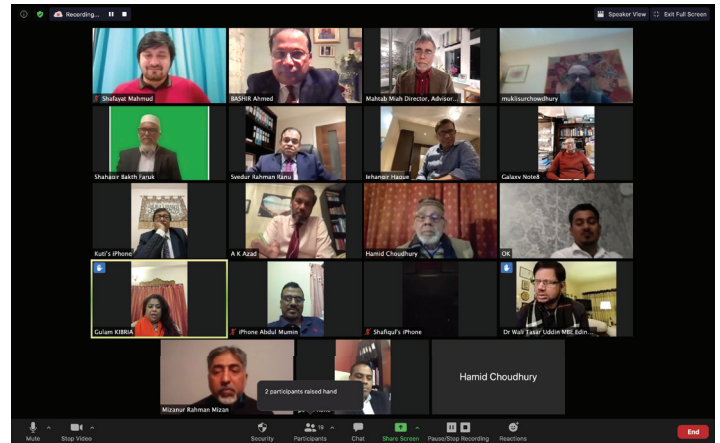 Recording...
Speaker View
Exit Full Screen
Shafayat Mahmud
BASHIR Ahmed
Mahtab Miah Director, Advisor...
muklisurchowdhury
Shahagir Bakth Faruk
Syedur Rahman Ranu
Jehangir Haque
Galaxy Note8
Kuti's iPhone
A K Azad
Hamid Choudhury
OK
Gulam KIBRIA
iPhone Abdul Mumin
Shafiqul's iPhone
Dr Wali Tasar Uddin MBE Edin...
Mizanur Rahman Mizan
2 participants raised hand
Hamid Choudhury
Mute
Stop Video
Security
Participants
19
Chat
Share Screen
Pause/Stop Recording
Reactions
End